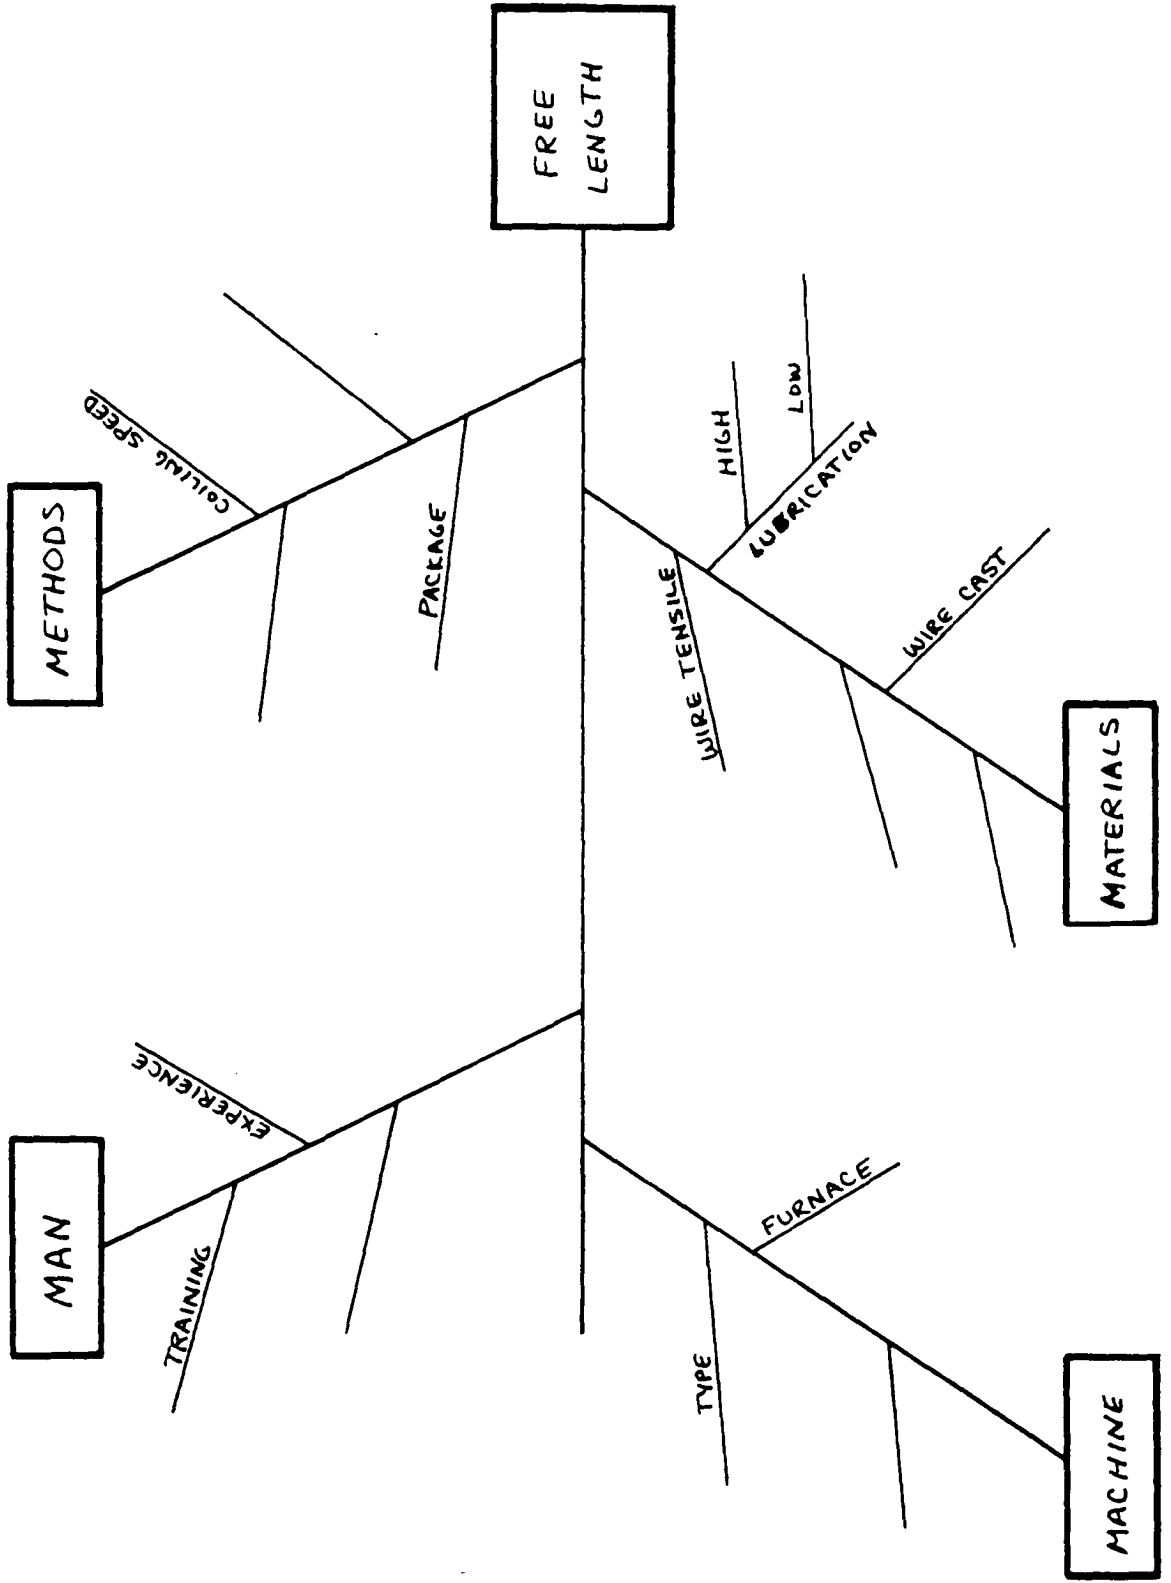 MAN
METHODS
TRAINING
EXPERIENCE
COILING SPEED
PACKAGE
FREE
LENGTH
TYPE
FURNACE
WIRE TENSILE
LUBRICATION
HIGH
LOW
WIRE CAST
MACHINE
MATERIALS